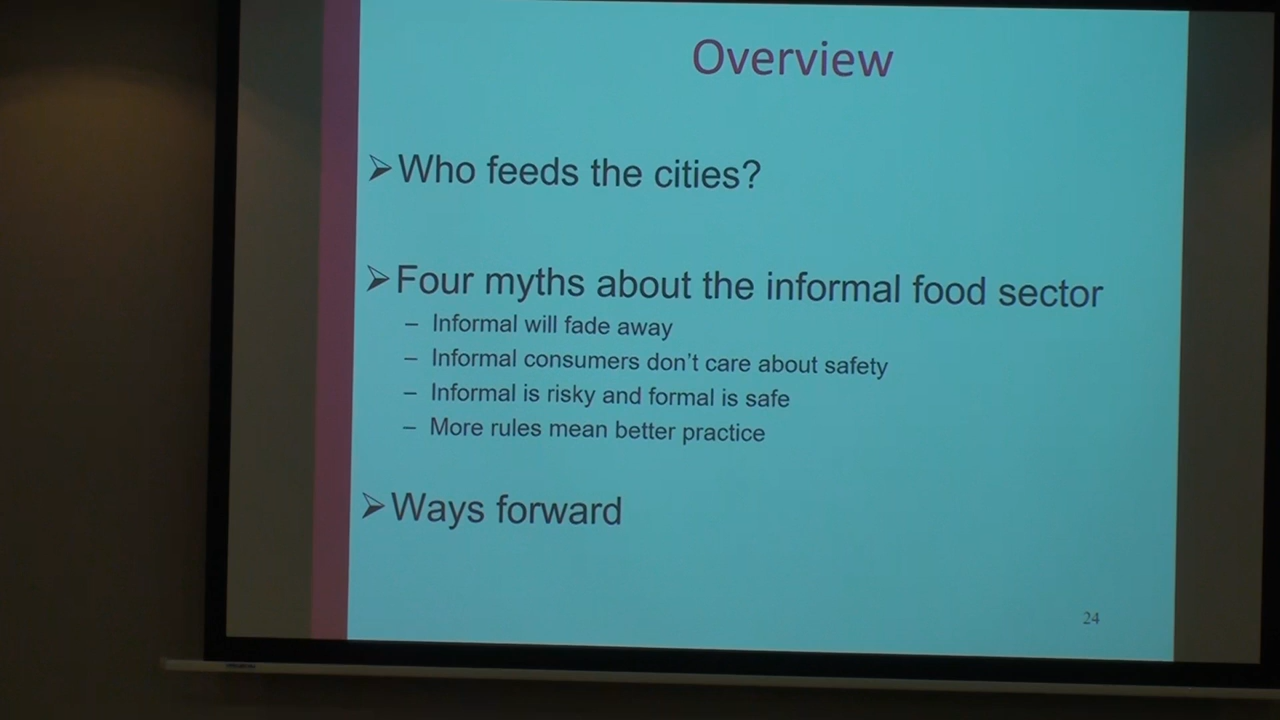 Overview
➢Who feeds the cities?
➢Four myths about the informal food sector
– Informal will fade away
– Informal consumers don't care about safety
– Informal is risky and formal is safe
– More rules mean better practice
➢Ways forward
24